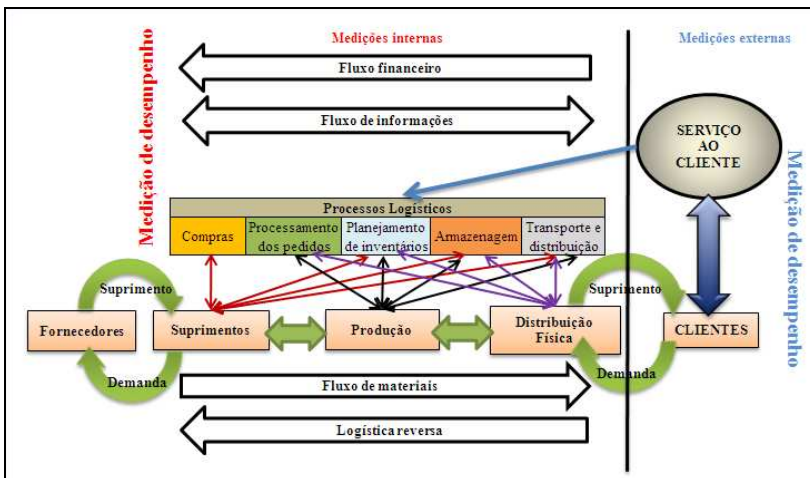 Medições internas
Medições externas
Medição de desempenho
Fluxo financeiro
Fluxo de informações
SERVIÇO
AO
CLIENTE
Medição de desempenho
Processos Logísticos
Compras
Processamento
dos pedidos
Planejamento
de inventários
Armazenagem
Transporte e
distribuição
Suprimento
Suprimento
Fornecedores
Suprimentos
Produção
Distribuição
Física
CLIENTES
Demanda
Demanda
Fluxo de materiais
Logística reversa